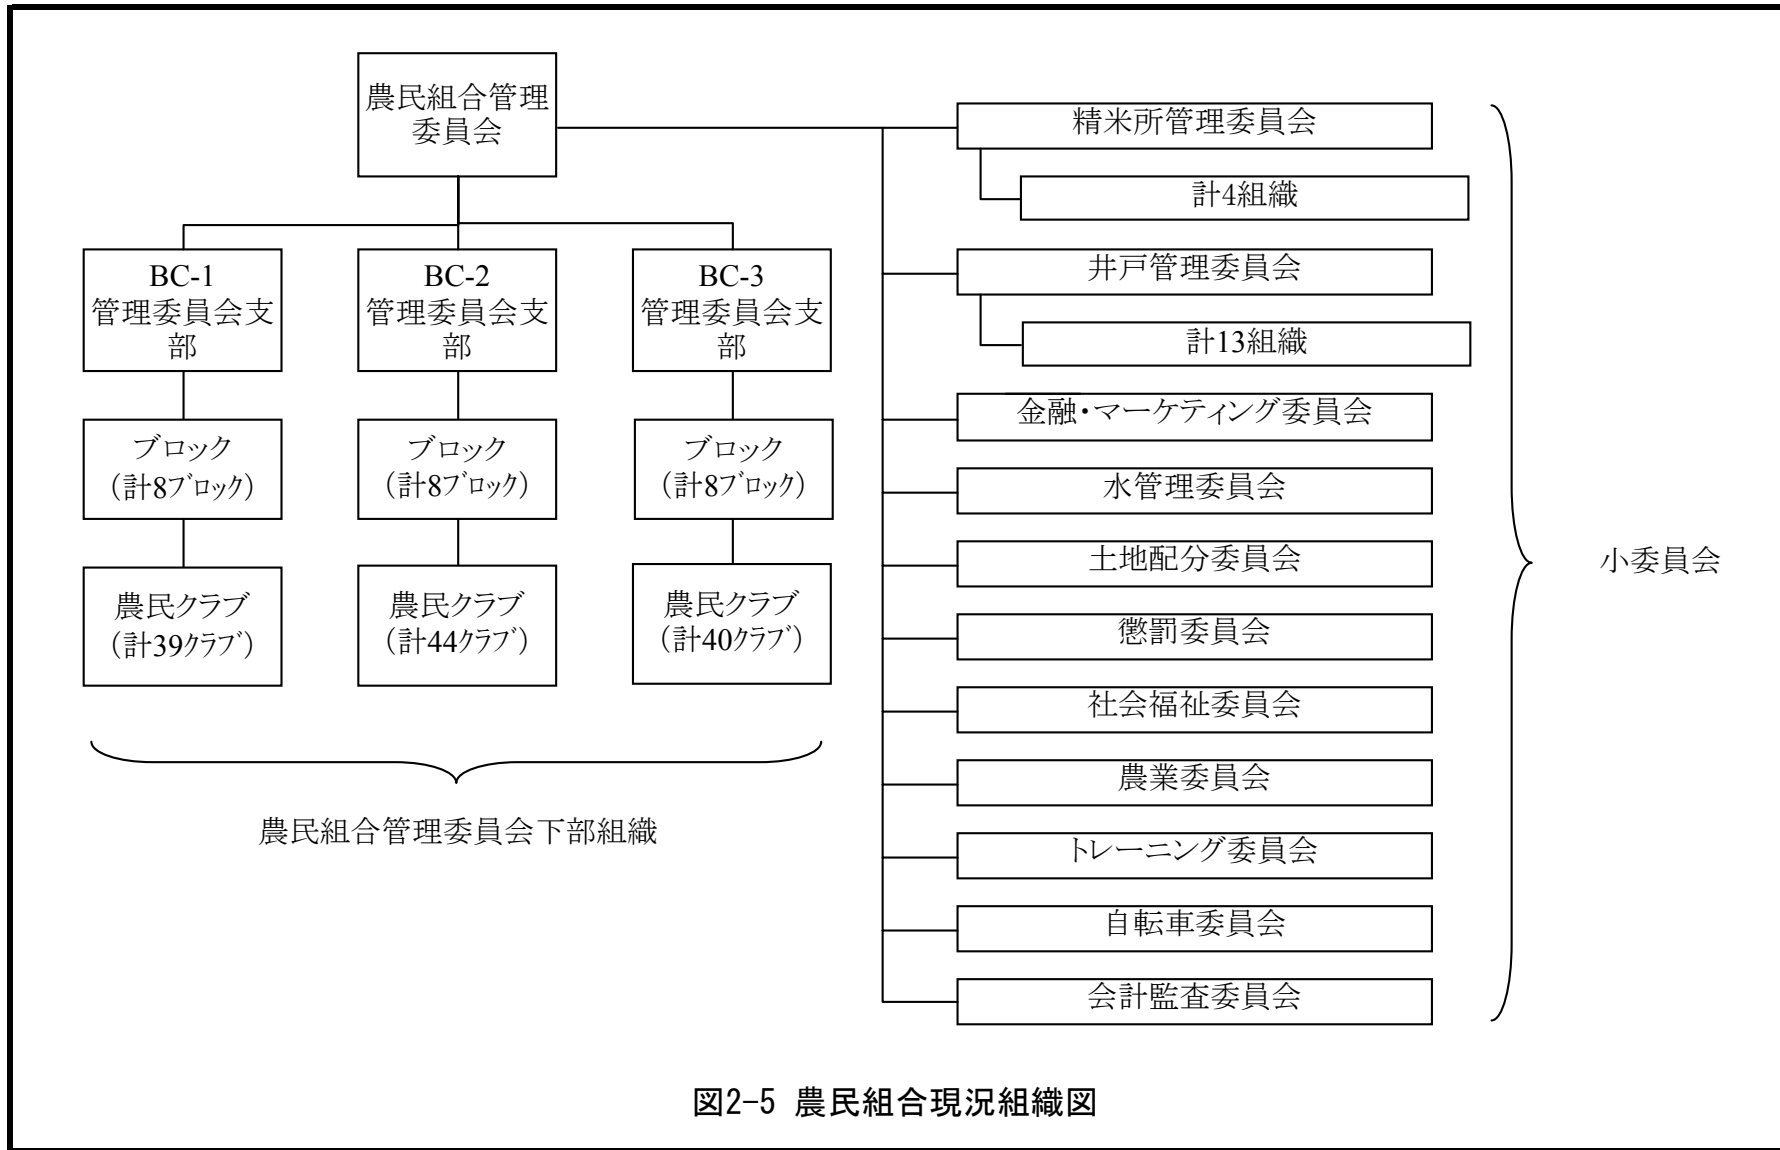 農民組合管理
委員会
BC-1
管理委員会支
部
BC-2
管理委員会支
部
BC-3
管理委員会支
部
ブロック
(計8ブロック)
ブロック
(計8ブロック)
ブロック
(計8ブロック)
農民クラブ
(計39クラブ)
農民クラブ
(計44クラブ)
農民クラブ
(計40クラブ)
農民組合管理委員会下部組織
精米所管理委員会
計4組織
井戸管理委員会
計13組織
金融・マーケティング委員会
水管理委員会
土地配分委員会
懲罰委員会
社会福祉委員会
農業委員会
トレーニング委員会
自転車委員会
会計監査委員会
小委員会
図2-5 農民組合現況組織図